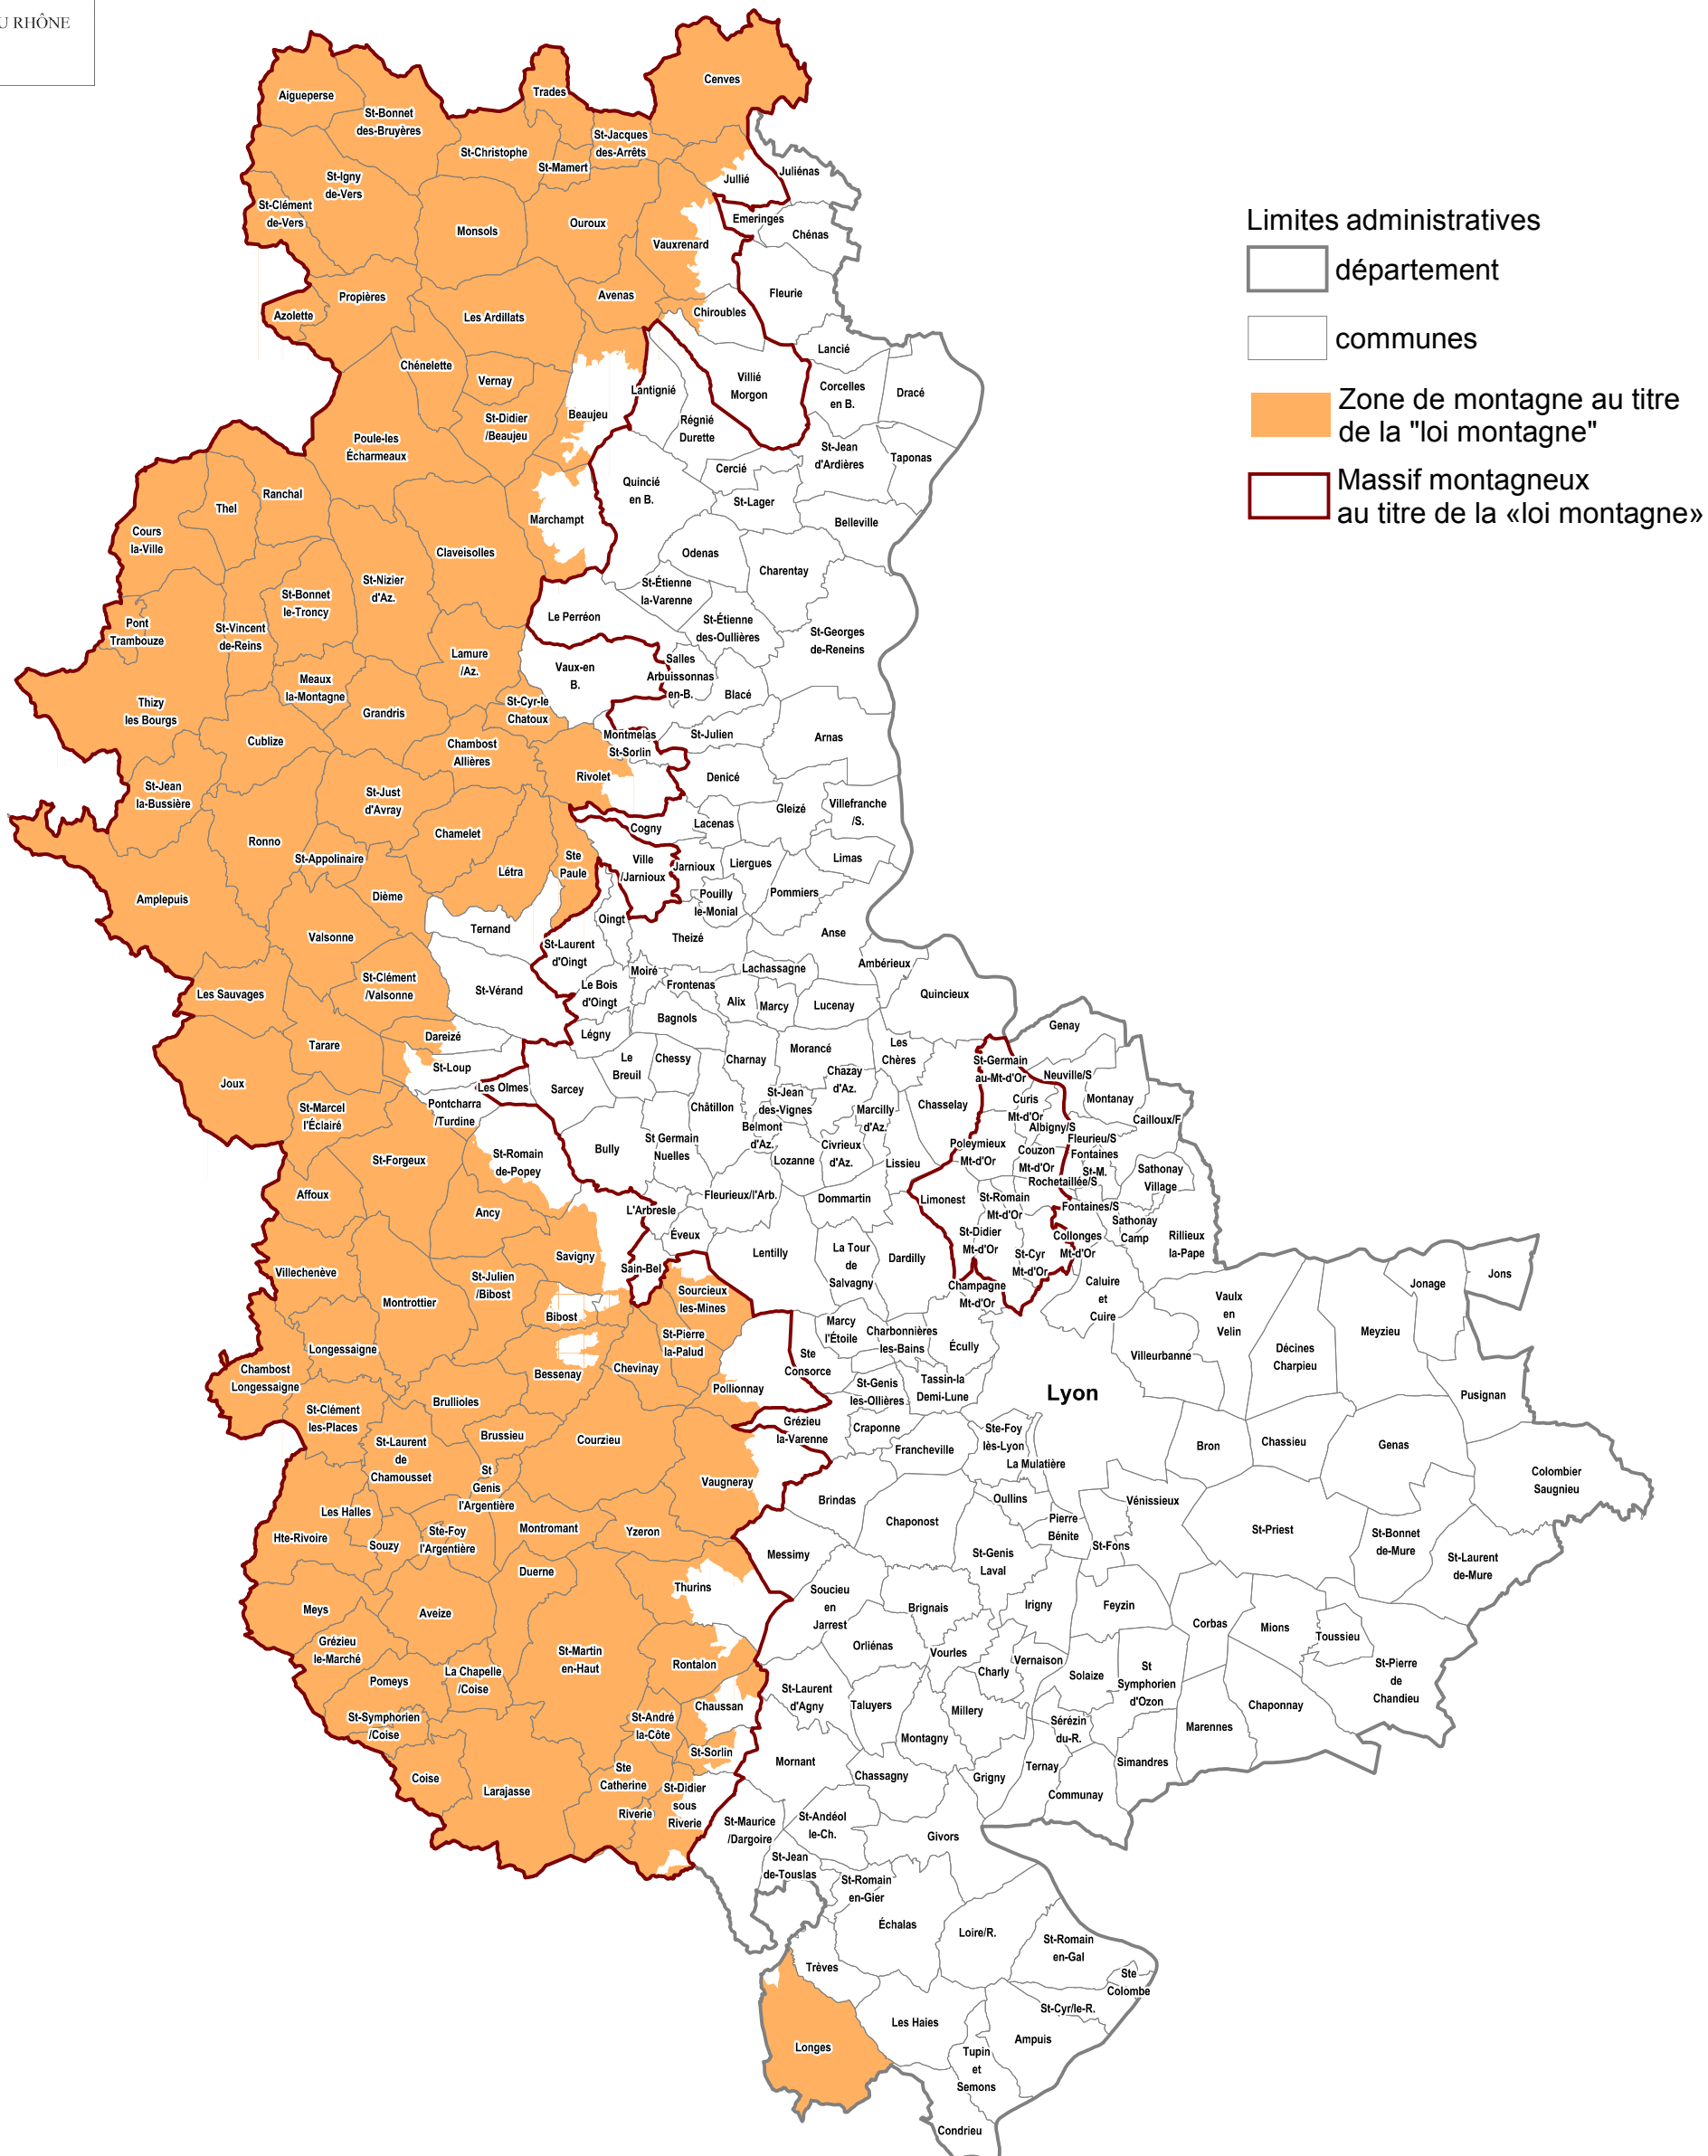 U RHÔNE
Cenves
Aigueperse
Trades
St-Bonnet
des-Bruyères
St-Jacques
des-Arrêts
St-Christophe
St-Mamert
Juliénas
Jullié
St-Igny
de-Vers
St-Clément
de-Vers
Emeringes
Ouroux
Monsols
Chénas
Vauxrenard
Limites administratives
département
communes
Zone de montagne au titre
de la "loi montagne"
Massif montagneux
au titre de la «loi montagne»
Propières
Avenas
Fleurie
Azolette
Les Ardillats
Chiroubles
Lancié
Chénelette
Vernay
Villié
Morgon
Lantignié
Corcelles
en B.
Dracé
St-Didier
/Beaujeu
Beaujeu
Régnié
Durette
Poule-les
Écharmeaux
St-Jean
d'Ardières
Taponas
Cercié
Quincié
en B.
Ranchal
Thel
St-Lager
Marchampt
Belleville
Cours
la-Ville
Claveisolles
Odenas
Charentay
St-Nizier
d'Az.
St-Étienne
la-Varenne
St-Bonnet
le-Troncy
Le Perréon
Pont
Trambouze
St-Vincent
de-Reins
St-Étienne
des-Oullières
St-Georges
de-Reneins
Lamure
/Az.
Vaux-en
B.
Salles
Arbuissonnas
en-B.
Meaux
la-Montagne
Blacé
Thizy
les Bourgs
St-Cyr-le
Chatoux
Grandris
Cublize
Chambost
Allières
Montmelas
St-Sorlin
St-Julien
Arnas
Rivolet
Denicé
St-Jean
la-Bussière
St-Just
d'Avray
Gleizé
Villefranche
/S.
Chamelet
Cogny
Lacenas
Ronno
St-Appolinaire
Ste
Paule
Ville
/Jarnioux
Jarnioux
Liergues
Limas
Létra
Amplepuis
Dième
Pouilly
le-Monial
Pommiers
Oingt
Ternand
Valsonne
Theizé
Anse
St-Laurent
d'Oingt
Ambérieux
Moiré
Lachassagne
St-Clément
/Valsonne
Les Sauvages
St-Vérand
Le Bois
d'Oingt
Frontenas
Alix
Marcy
Lucenay
Quincieux
Bagnols
Genay
Dareizé
Légny
Tarare
Les
Chères
Morancé
Le
Breuil
Chessy
Charnay
St-Germain
au-Mt-d'Or
St-Loup
Joux
Les Olmes
Sarcey
Chazay
d'Az.
Neuville/S
St-Jean
des-Vignes
Curis
Mt-d'Or
Montanay
Pontcharra
/Turdine
Châtillon
Marcilly
d'Az.
Chasselay
St-Marcel
l'Éclairé
Cailloux/F
Belmont
d'Az.
Albigny/S
Fleurieu/S
Bully
St Germain
Nuelles
Civrieux
d'Az.
Poleymieux
Mt-d'Or
Couzon
Mt-d'Or
Fontaines
St-M.
St-Romain
de-Popey
Lozanne
Lissieu
St-Forgeux
Sathonay
Village
Rochetaillée/S
Affoux
Fleurieux/l'Arb.
Dommartin
Limonest
St-Romain
Mt-d'Or
Fontaines/S
L'Arbresle
Ancy
Éveux
Sathonay
Camp
St-Didier
Mt-d'Or
Collonges
Mt-d'Or
Rillieux
la-Pape
Savigny
Lentilly
La Tour
de
Salvagny
Dardilly
St-Cyr
Mt-d'Or
Sain-Bel
Villechenève
St-Julien
/Bibost
Jons
Jonage
Sourcieux
les-Mines
Champagne
Mt-d'Or
Caluire
et
Cuire
Montrottier
Bibost
Vaulx
en
Velin
Marcy
l'Étoile
Charbonnières
les-Bains
Meyzieu
St-Pierre
la-Palud
Écully
Longessaigne
Décines
Charpieu
Ste
Consorce
Villeurbanne
Chambost
Longessaigne
Chevinay
Bessenay
Pollionnay
St-Genis
les-Ollières
Tassin-la
Demi-Lune
Lyon
Pusignan
Brullioles
St-Clément
les-Places
Grézieu
la-Varenne
Craponne
Ste-Foy
lès-Lyon
Brussieu
Courzieu
Francheville
Bron
Chassieu
Genas
St-Laurent
de
Chamousset
La Mulatière
St
Genis
l'Argentière
Vaugneray
Colombier
Saugnieu
Brindas
Oullins
Vénissieux
Les Halles
Chaponost
Pierre
Bénite
Hte-Rivoire
Ste-Foy
l'Argentière
Montromant
Yzeron
St-Priest
St-Bonnet
de-Mure
Souzy
St-Fons
Messimy
St-Genis
Laval
St-Laurent
de-Mure
Duerne
Thurins
Soucieu
en
Jarrest
Meys
Aveize
Brignais
Irigny
Feyzin
Corbas
Mions
Toussieu
Grézieu
le-Marché
St-Martin
en-Haut
Orliénas
Vourles
Rontalon
Vernaison
Charly
Solaize
St
Symphorien
d'Ozon
St-Pierre
de
Chandieu
La Chapelle
/Coise
Pomeys
St-Laurent
d'Agny
Taluyers
Chaussan
Millery
Chaponnay
St-Symphorien
/Coise
St-André
la-Côte
Sérézin
du-R.
Marennes
Montagny
St-Sorlin
Mornant
Simandres
Ternay
Coise
Larajasse
Ste
Catherine
Chassagny
Grigny
St-Didier
sous
Riverie
Communay
Riverie
St-Maurice
/Dargoire
St-Andéol
le-Ch.
Givors
St-Jean
de-Touslas
St-Romain
en-Gier
Échalas
Loire/R.
St-Romain
en-Gal
Trèves
Ste
Colombe
St-Cyr/le-R.
Les Haies
Ampuis
Longes
Tupin
et
Semons
Condrieu